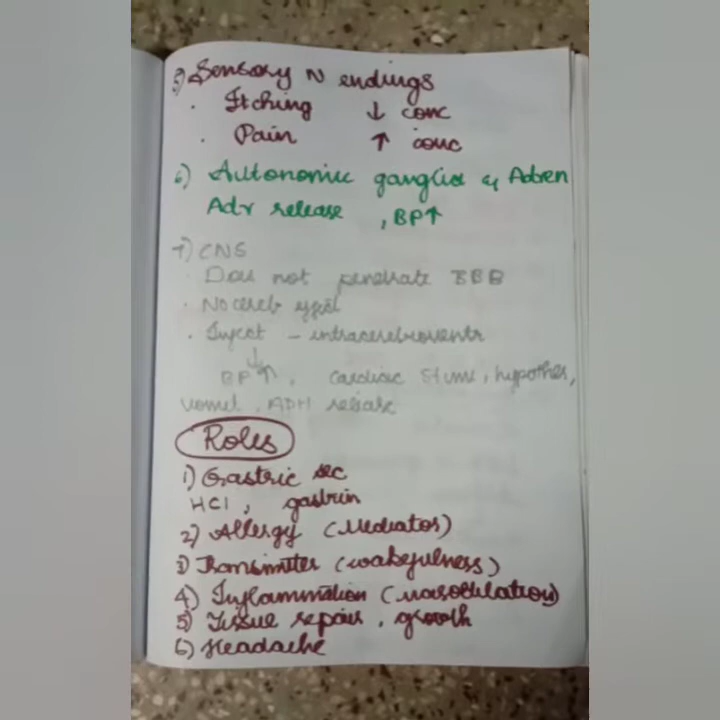 5) Sensory N endings
. Itching ↓ conc
. Pain ↑ conc
6) Autonomic ganglia & Adren
Adr release , BP↑
7) CNS
. Does not penetrate BBB
. No cereb effect
. Inject - intracerebroventr
↓
BP↑, Cardiac Stimu, hypother,
vomit, ADH release
Roles
1) Gastric sec
HCl, gastrin
2) Allergy (Mediator)
3) Transmitter (wakefulness)
4) Inflammation (vasodilation)
5) Tissue repair, growth
6) Headache